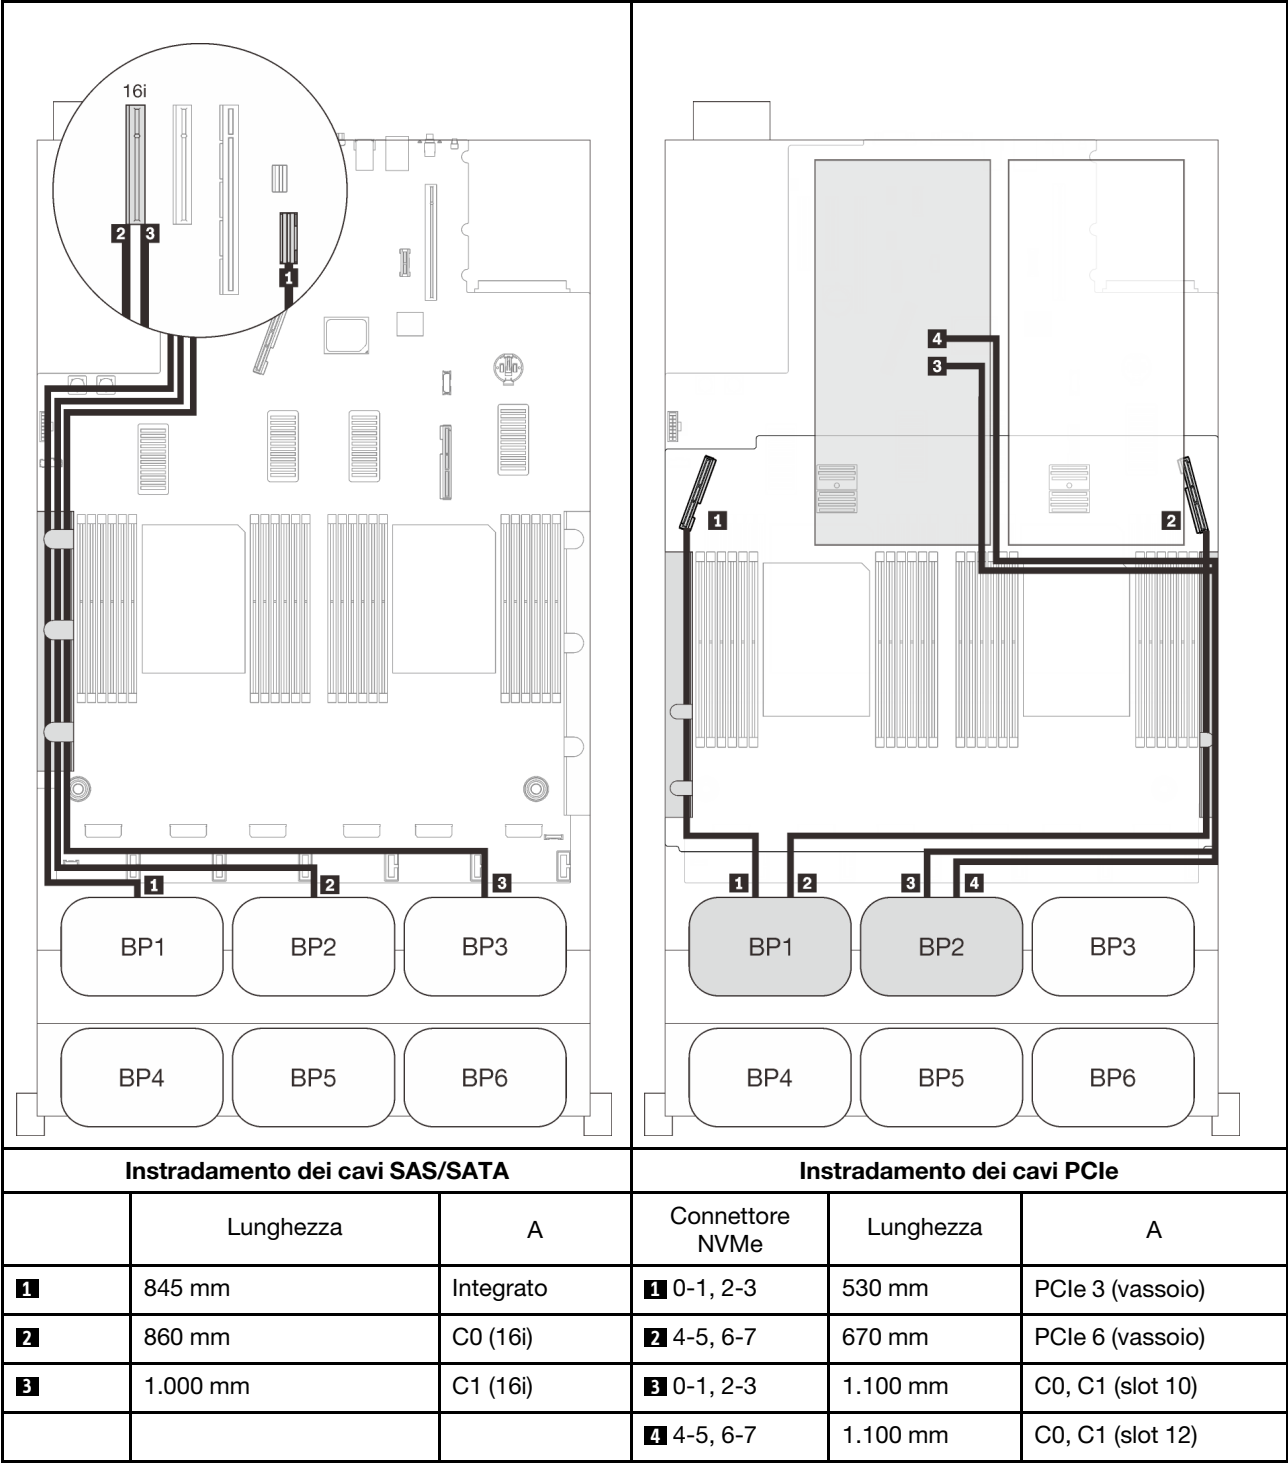 16i
2 3
1
1 2 3
BP1 BP2 BP3
BP4 BP5 BP6
4
3
1 2
1 2 3 4
BP1 BP2 BP3
BP4 BP5 BP6
Instradamento dei cavi SAS/SATA
Lunghezza A
1 845 mm Integrato
2 860 mm C0 (16i)
3 1.000 mm C1 (16i)
Instradamento dei cavi PCIe
Connettore NVMe Lunghezza A
1 0-1, 2-3 530 mm PCIe 3 (vassoio)
2 4-5, 6-7 670 mm PCIe 6 (vassoio)
3 0-1, 2-3 1.100 mm C0, C1 (slot 10)
4 4-5, 6-7 1.100 mm C0, C1 (slot 12)